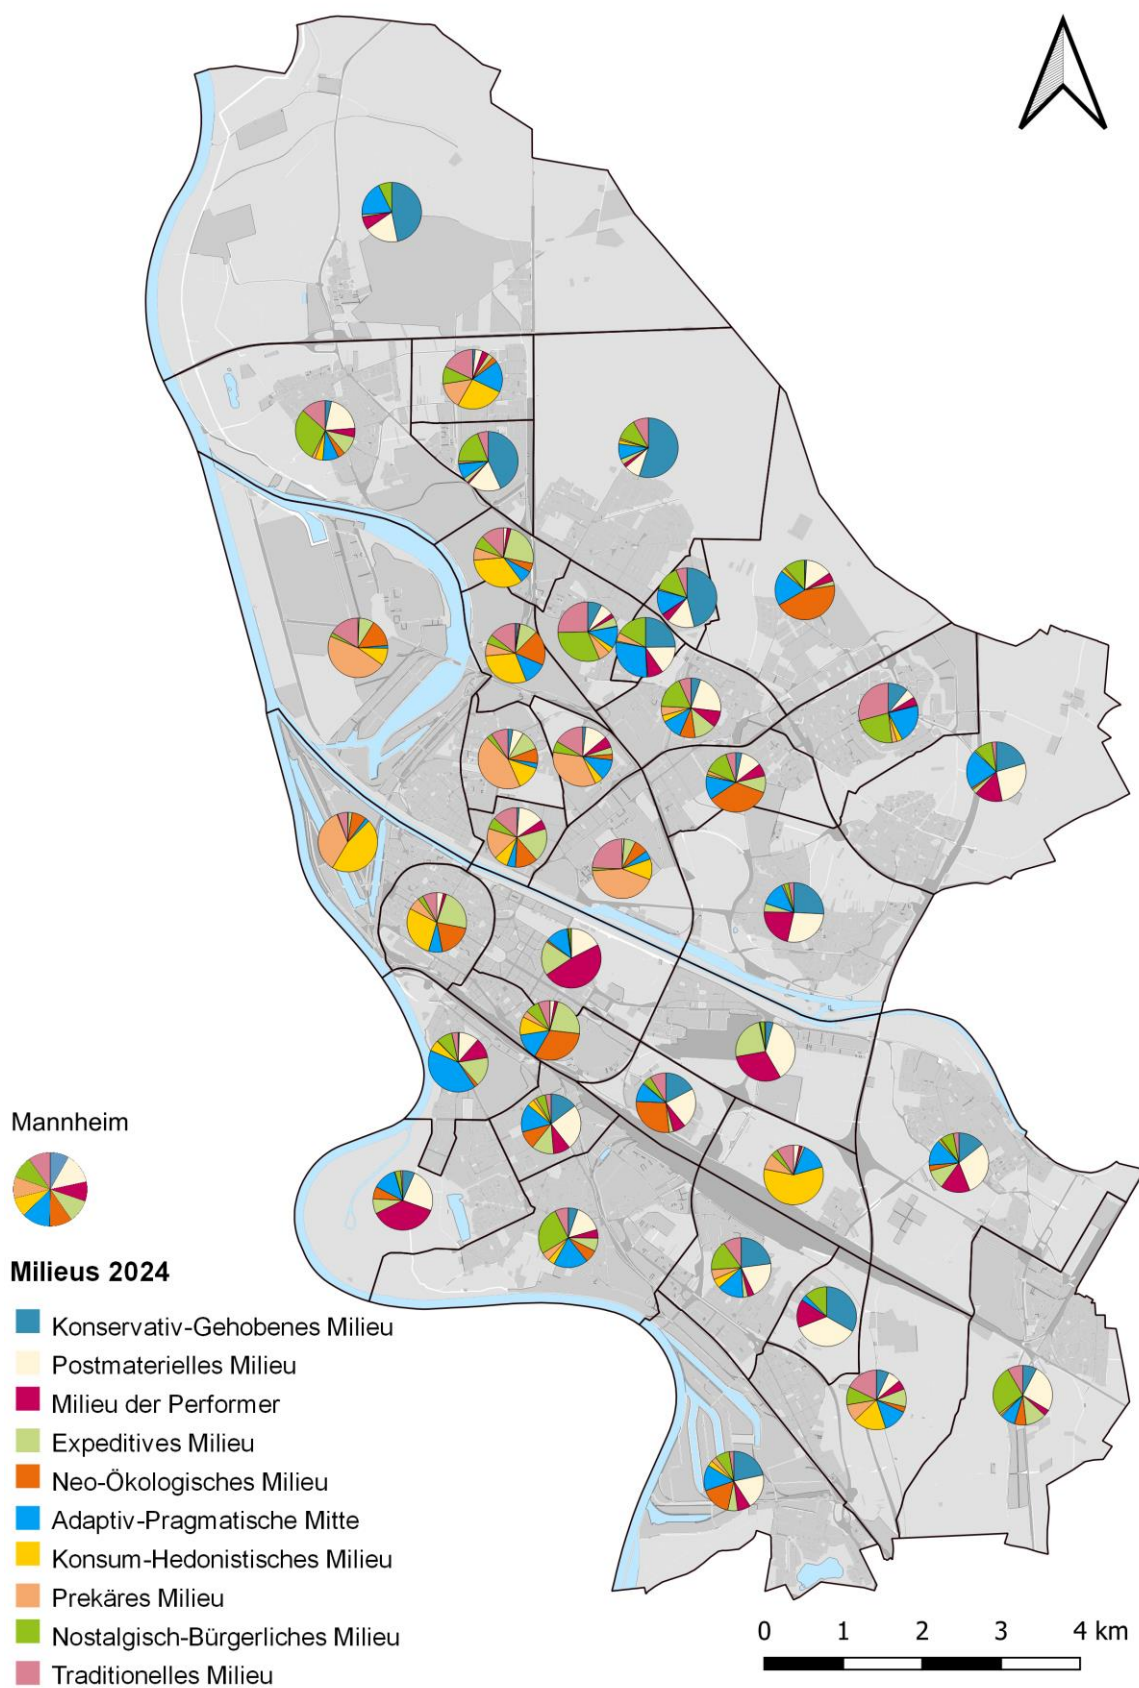 Mannheim
Milieus 2024
Konservativ-Gehobenes Milieu
Postmaterielles Milieu
Milieu der Performer
Expeditives Milieu
Neo-Ökologisches Milieu
Adaptiv-Pragmatische Mitte
Konsum-Hedonistisches Milieu
Prekäres Milieu
Nostalgisch-Bürgerliches Milieu
Traditionelles Milieu
0 1 2 3 4 km